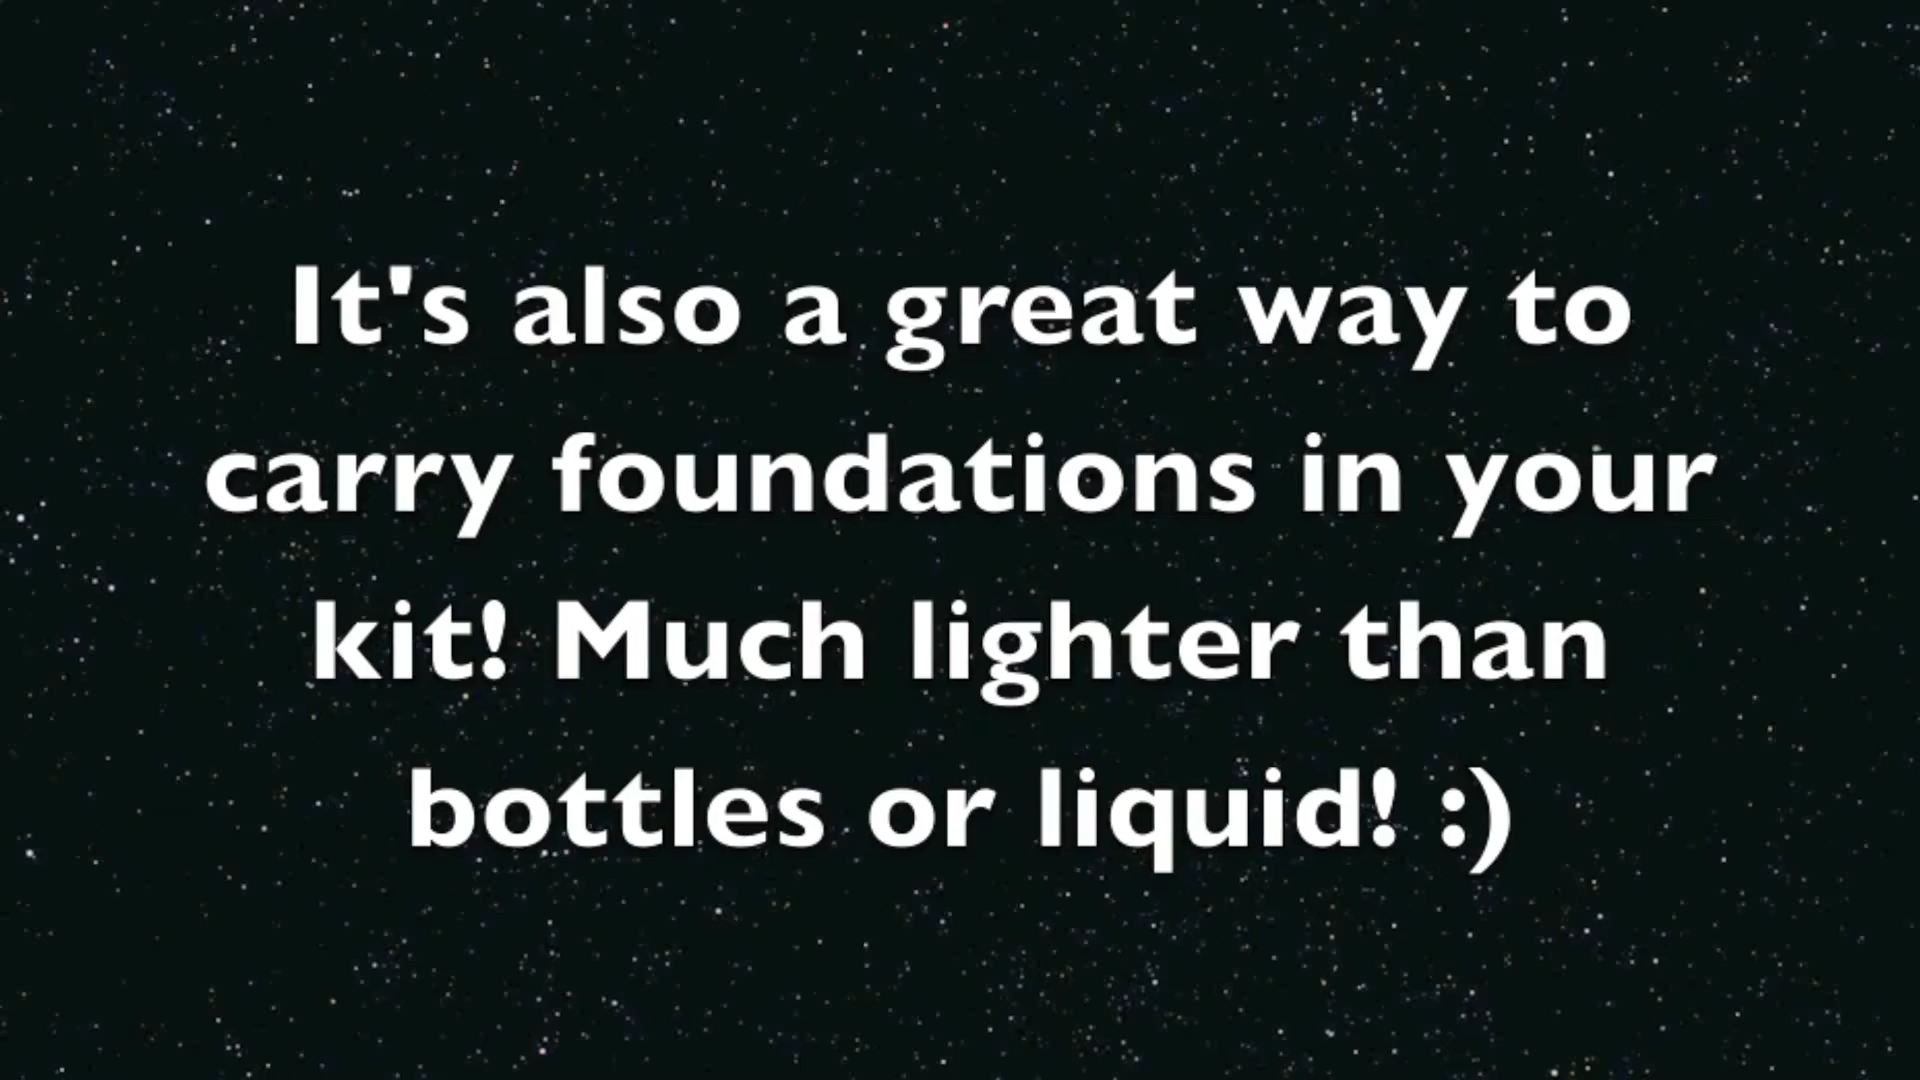 It's also a great way to
carry foundations in your
kit! Much lighter than
bottles or liquid! :)